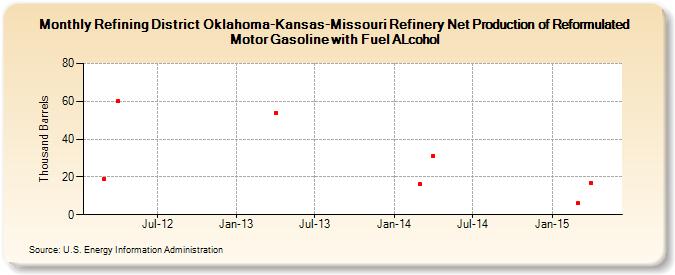 Monthly Refining District Oklahoma-Kansas-Missouri Refinery Net Production of Reformulated
Motor Gasoline with Fuel ALcohol
Thousand Barrels
80
60
40
20
0
Jul-12 Jan-13 Jul-13 Jan-14 Jul-14 Jan-15
Source: U.S. Energy Information Administration